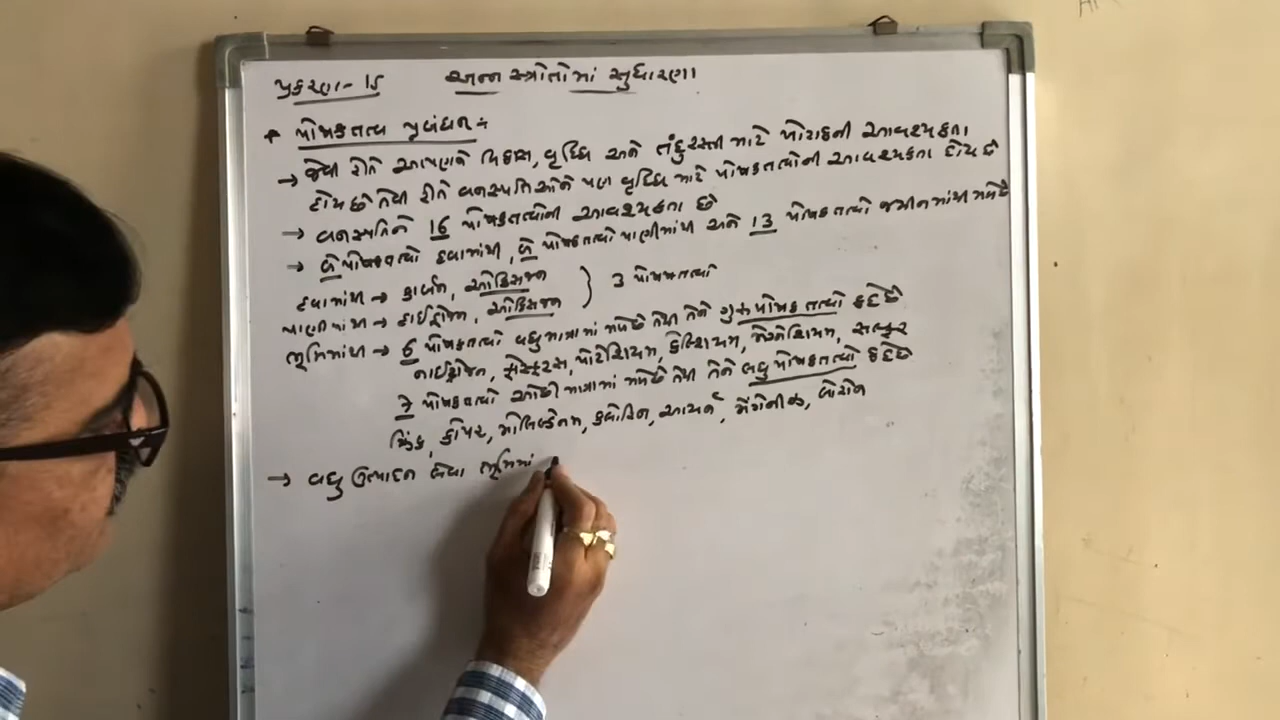 પ્રકરણ - 15 અન્ન સ્ત્રોતોમાં સુધારણા
* પોષકતત્વ પ્રબંધન :-
→ જેવી રીતે આપણને વિકાસ, વૃદ્ધિ અને તંદુરસ્તી માટે ખોરાકની આવશ્યકતા
હોય છે તેવી રીતે વનસ્પતિઓને પણ વૃદ્ધિ માટે પોષકતત્વોની આવશ્યકતા હોય છે
→ વનસ્પતિને 16 પોષકતત્વોની આવશ્યકતા છે
→ બે પોષકતત્વો હવામાંથી, બે પોષકતત્વો પાણીમાંથી અને 13 પોષકતત્વો જમીનમાંથી મળે છે
હવામાંથી → કાર્બન, ઓક્સિજન } 3 પોષકતત્વો
પાણીમાંથી → હાઈડ્રોજન, ઓક્સિજન
ભૂમિમાંથી → 6 પોષકતત્વો વધુ માત્રામાં મળે છે તેથી તેને ગુરુપોષકતત્વો કહે છે
નાઈટ્રોજન, ફોસ્ફરસ, પોટેશિયમ, કેલ્શિયમ, મેગ્નેશિયમ, સલ્ફર
7 પોષકતત્વો ઓછી માત્રામાં મળે છે તેથી તેને લઘુપોષકતત્વો કહે છે
ઝિંક, કોપર, મોલિબ્ડેનમ, ક્લોરિન, આયર્ન, મેંગેનીઝ, બોરોન
→ વધુ ઉત્પાદન લેવા ભૂમિમાં